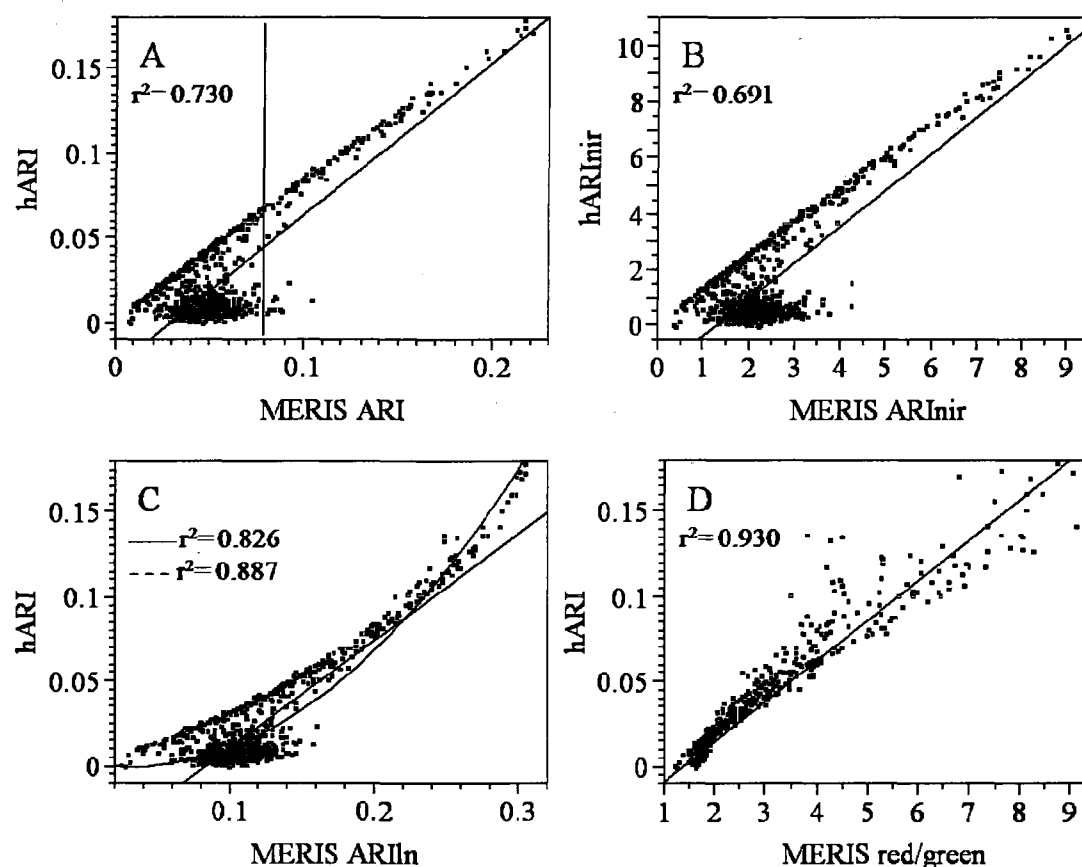 A
r²=0.730
hARI
0.15
0.1
0.05
0
0
0.1
0.2
MERIS ARI
B
r²=0.691
hARInir
10
8
6
4
2
0
0
1
2
3
4
5
6
7
8
9
MERIS ARInir
C
r²=0.826
r²=0.887
hARI
0.15
0.1
0.05
0
0.1
0.2
0.3
MERIS ARIln
D
r²=0.930
hARI
0.15
0.1
0.05
0
1
2
3
4
5
6
7
8
9
MERIS red/green